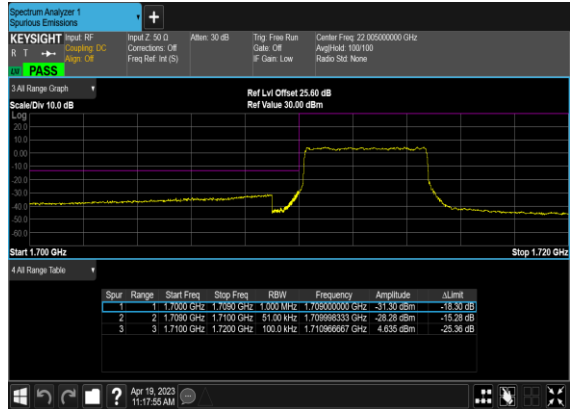 Spectrum Analyzer 1
Spurious Emissions
+
KEYSIGHT
R T
PASS
Input: RF
Coupling: DC
Align: Off
Input Z: 50 Ω
Corrections: Off
Freq Ref: Int (S)
Atten: 30 dB
Trig: Free Run
Gate: Off
IF Gain: Low
Center Freq: 22.005000000 GHz
Avg|Hold: 100/100
Radio Std: None
3 All Range Graph
Scale/Div 10.0 dB
Ref Lvl Offset 25.60 dB
Ref Value 30.00 dBm
Log
20.0
10.0
0.00
-10.0
-20.0
-30.0
-40.0
-50.0
-60.0
Start 1.700 GHz
Stop 1.720 GHz
4 All Range Table
Spur Range Start Freq Stop Freq RBW Frequency Amplitude ΔLimit
1 1 1.7000 GHz 1.7090 GHz 1.000 MHz 1.709000000 GHz -31.30 dBm -18.30 dB
2 2 1.7090 GHz 1.7100 GHz 51.00 kHz 1.709998333 GHz -28.28 dBm -15.28 dB
3 3 1.7100 GHz 1.7200 GHz 100.0 kHz 1.710966667 GHz 4.635 dBm -25.36 dB
?
Apr 19, 2023
11:17:55 AM